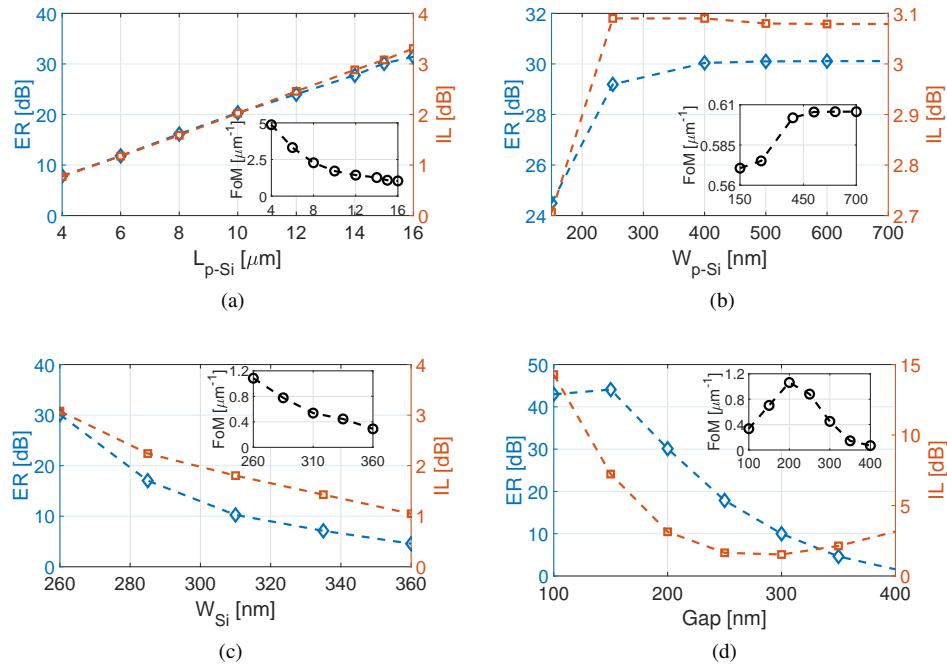 40
30
20
10
0
ER [dB]
4
3
2
1
0
IL [dB]
4 6 8 10 12 14 16
L_p-Si [μm]
FoM [μm⁻¹]
5
2.5
0
4 8 12 16
(a)
32
30
28
26
24
ER [dB]
3.1
3
2.9
2.8
2.7
IL [dB]
200 300 400 500 600 700
W_p-Si [nm]
FoM [μm⁻¹]
0.61
0.585
0.56
150 450 700
(b)
40
30
20
10
0
ER [dB]
4
3
2
1
0
IL [dB]
260 280 300 320 340 360
W_Si [nm]
FoM [μm⁻¹]
1.2
0.8
0.4
0
260 310 360
(c)
50
40
30
20
10
0
ER [dB]
15
10
5
0
IL [dB]
100 200 300 400
Gap [nm]
FoM [μm⁻¹]
1.2
0.8
0.4
0
100 200 300 400
(d)